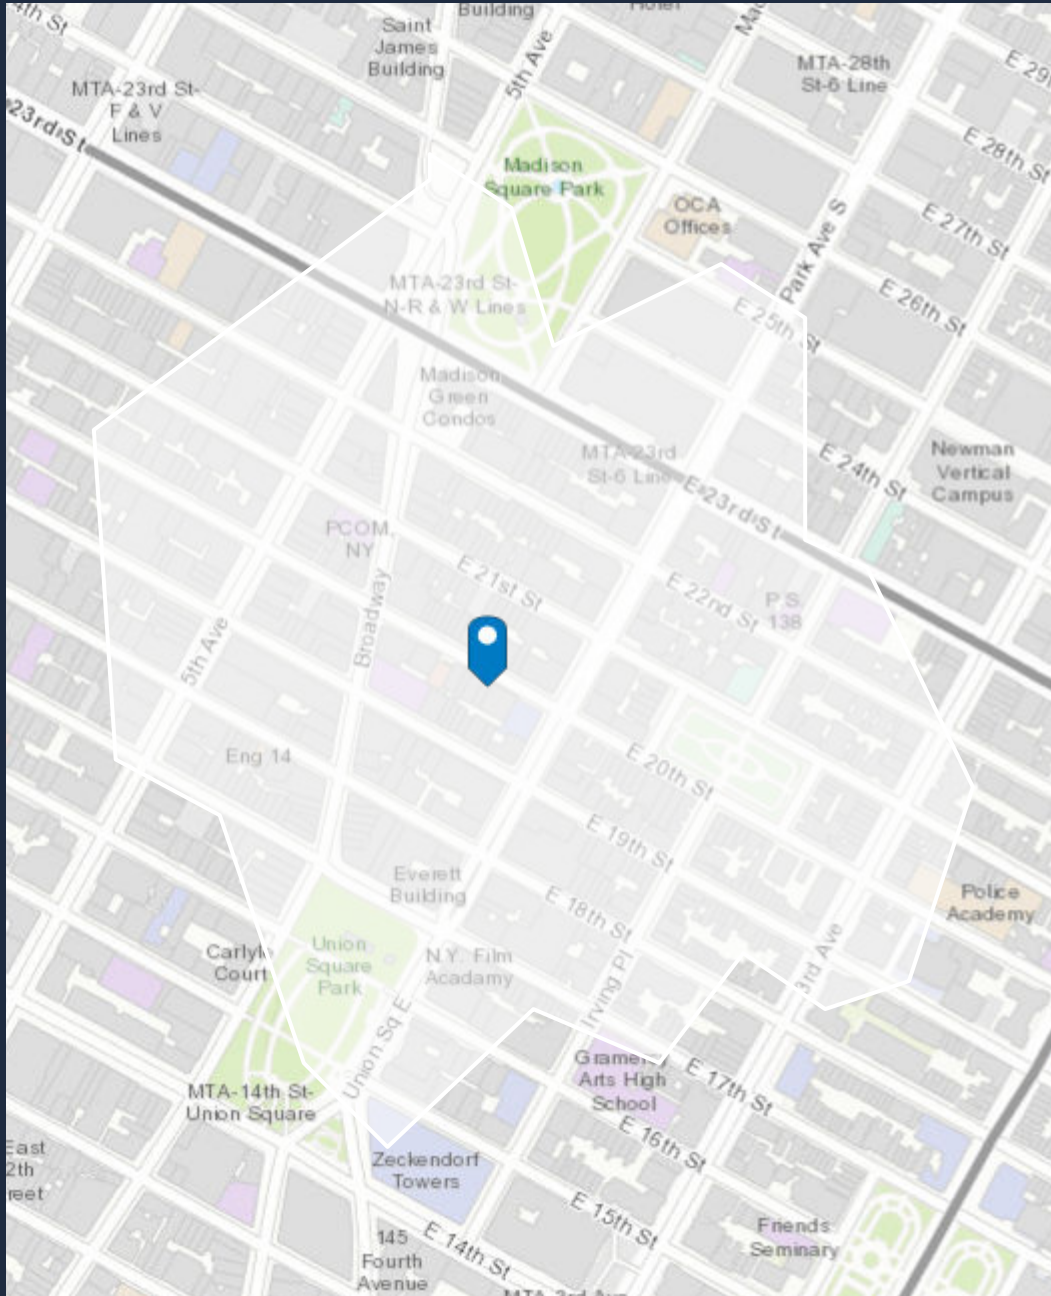 4th St
Building
Saint
James
Building
5th Ave
MTA-28th
St-6 Line
E 29
MTA-23rd St-
F & V
Lines
23rd St
E 28th St
Madison
Square Park
OCA
Offices
E 27th St
Park Ave S
E 26th St
MTA-23rd St-
N-R & W Lines
E 25th St
Madison
Green
Condos
MTA-23rd
St-6 Line
E 24th St
Newman
Vertical
Campus
E 23rd St
PCOM,
NY
E 21st St
E 22nd St
P.S.
138
Broadway
5th Ave
Eng 14
E 20th St
E 19th St
Everett
Building
E 18th St
Police
Academy
Carlyle
Court
Union
Square
Park
N.Y. Film
Acadamy
3rd Ave
Irving Pl
Union Sq E
MTA-14th St-
Union Square
Gramercy
Arts High
School
E 17th St
E 16th St
East
2th
reet
Zeckendorf
Towers
E 15th St
145
Fourth
Avenue
E 14th St
Friends
Seminary